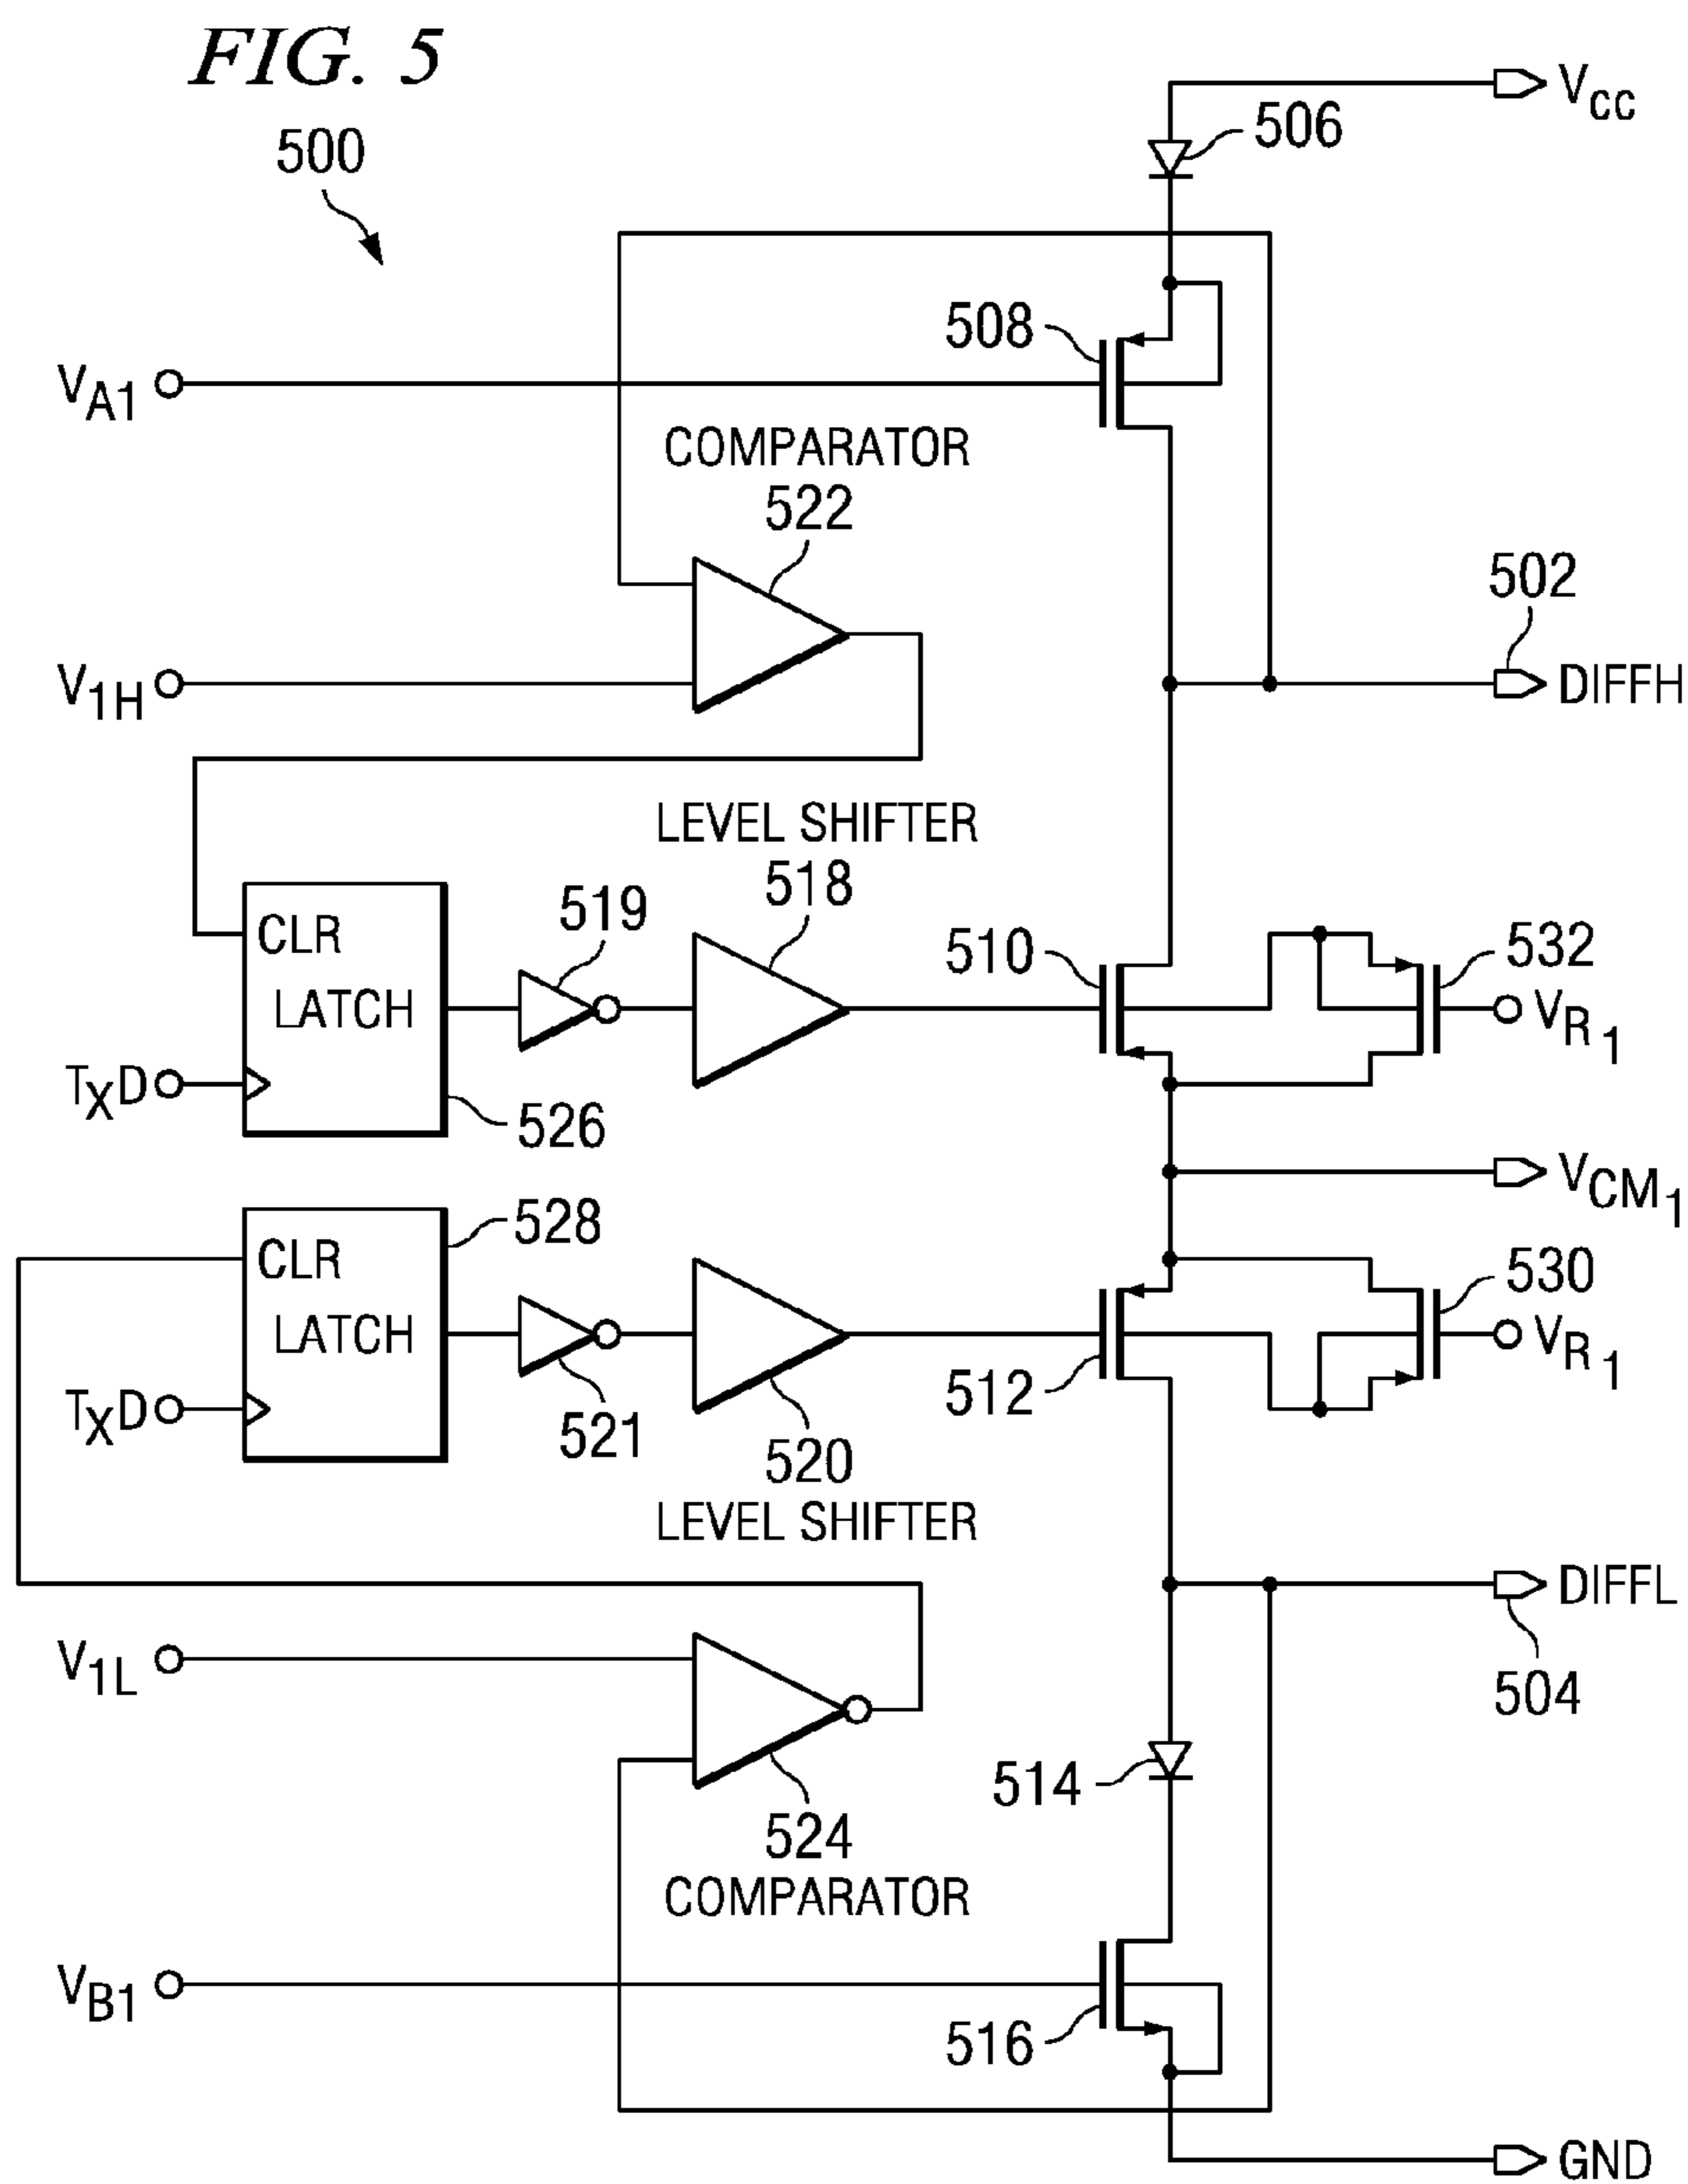 FIG. 5
500
VCC
506
508
VA1
COMPARATOR
522
502
V1H
DIFFH
LEVEL SHIFTER
518
519
510
532
CLR
LATCH
VR1
TXD
526
VCM1
528
CLR
530
LATCH
VR1
512
TXD
521
520
LEVEL SHIFTER
DIFFL
V1L
504
514
524
COMPARATOR
VB1
516
GND